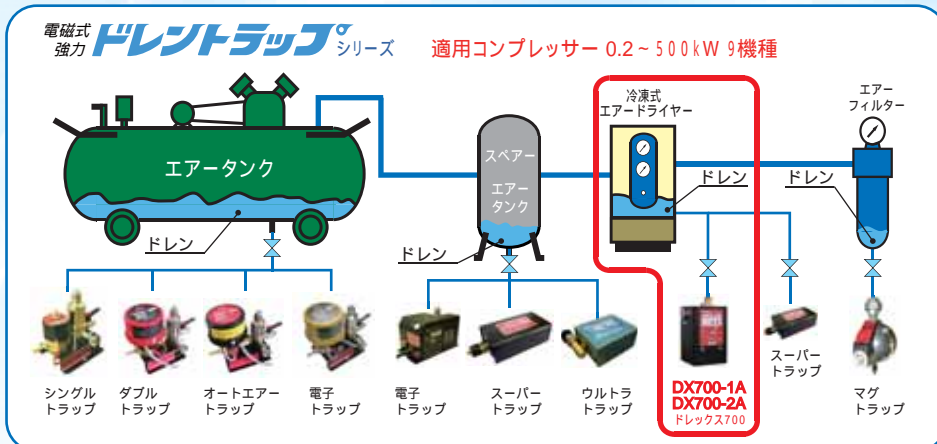 電磁式
強力
ドレントラップ
シリーズ
適用コンプレッサー 0.2~500kW 9機種
エアータンク
ドレン
スペアー
エアー
タンク
ドレン
冷凍式
エアードライヤー
ドレン
エアー
フィルター
ドレン
シングル
トラップ
ダブル
トラップ
オートエアー
トラップ
電子
トラップ
電子
トラップ
スーパー
トラップ
ウルトラ
トラップ
DX700-1A
DX700-2A
ドレックス700
スーパー
トラップ
マグ
トラップ